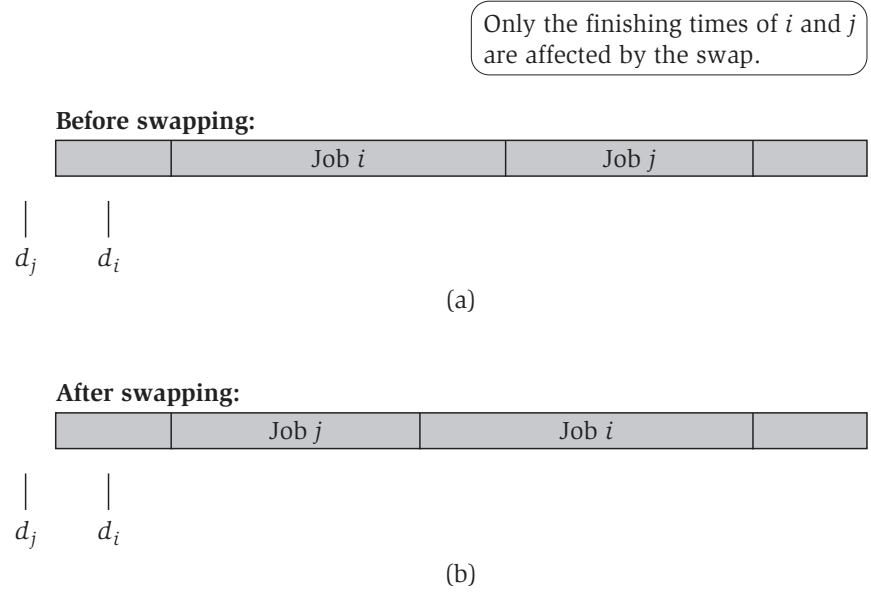 Only the finishing times of i and j
are affected by the swap.
Before swapping:
Job i Job j
d_j d_i
(a)
After swapping:
Job j Job i
d_j d_i
(b)